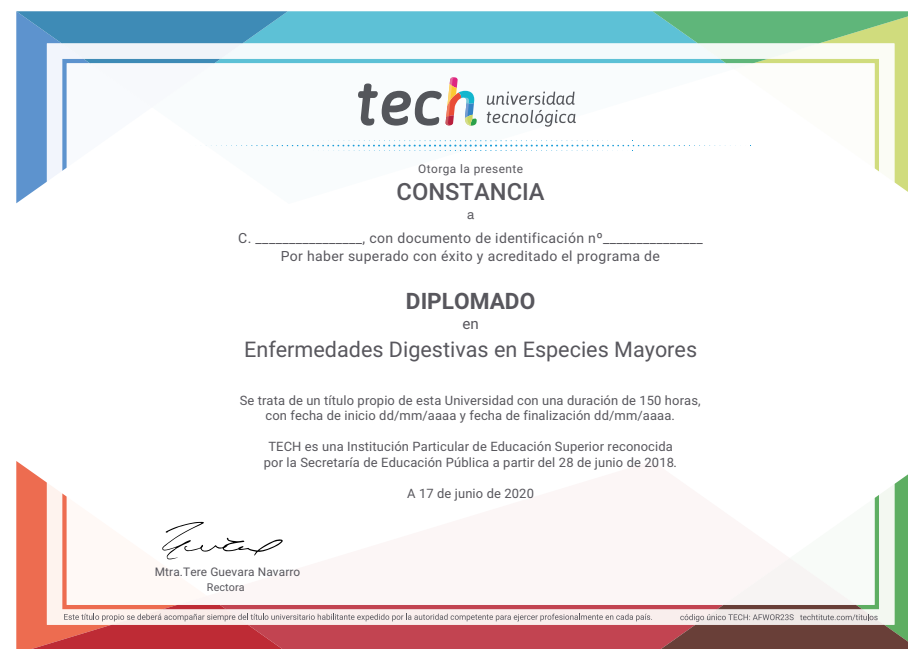 tech universidad
tecnológica
Otorga la presente
CONSTANCIA
a
C. ________________, con documento de identificación nº_______________
Por haber superado con éxito y acreditado el programa de
DIPLOMADO
en
Enfermedades Digestivas en Especies Mayores
Se trata de un título propio de esta Universidad con una duración de 150 horas,
con fecha de inicio dd/mm/aaaa y fecha de finalización dd/mm/aaaa.
TECH es una Institución Particular de Educación Superior reconocida
por la Secretaría de Educación Pública a partir del 28 de junio de 2018.
A 17 de junio de 2020
Mtra.Tere Guevara Navarro
Rectora
Este título propio se deberá acompañar siempre del título universitario habilitante expedido por la autoridad competente para ejercer profesionalmente en cada país. código único TECH: AFWOR23S techtitute.com/titulos